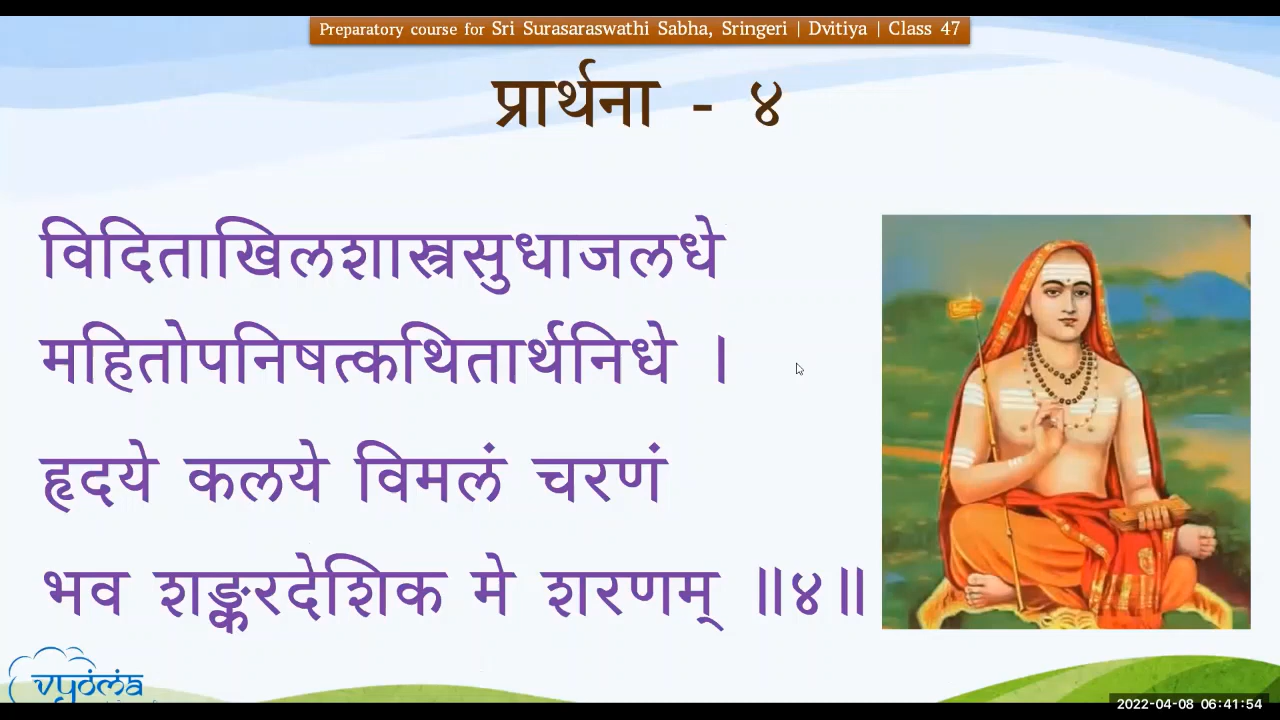 Preparatory course for Sri Surasaraswathi Sabha, Sringeri | Dvitiya | Class 47
प्रार्थना - ४
विदिताखिलशास्त्रसुधाजलधे
महितोपनिषत्कथितार्थनिधे ।
हृदये कलये विमलं चरणं
भव शङ्करदेशिक मे शरणम् ॥४॥
vyoma
2022-04-08 06:41:54